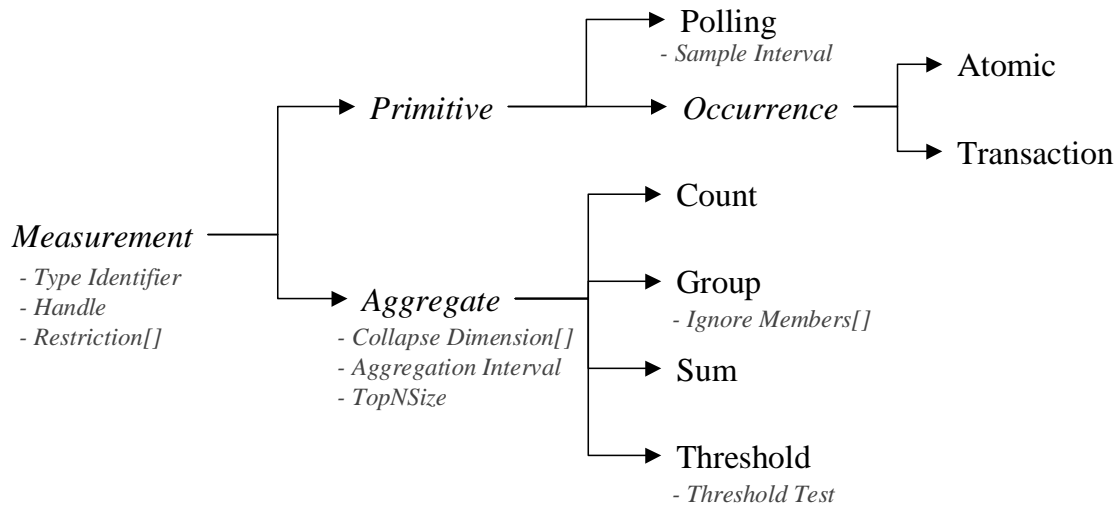 Polling
- Sample Interval
Atomic
Primitive
Occurrence
Transaction
Count
Measurement
- Type Identifier
- Handle
- Restriction[]
Group
- Ignore Members[]
Aggregate
- Collapse Dimension[]
- Aggregation Interval
- TopNSize
Sum
Threshold
- Threshold Test